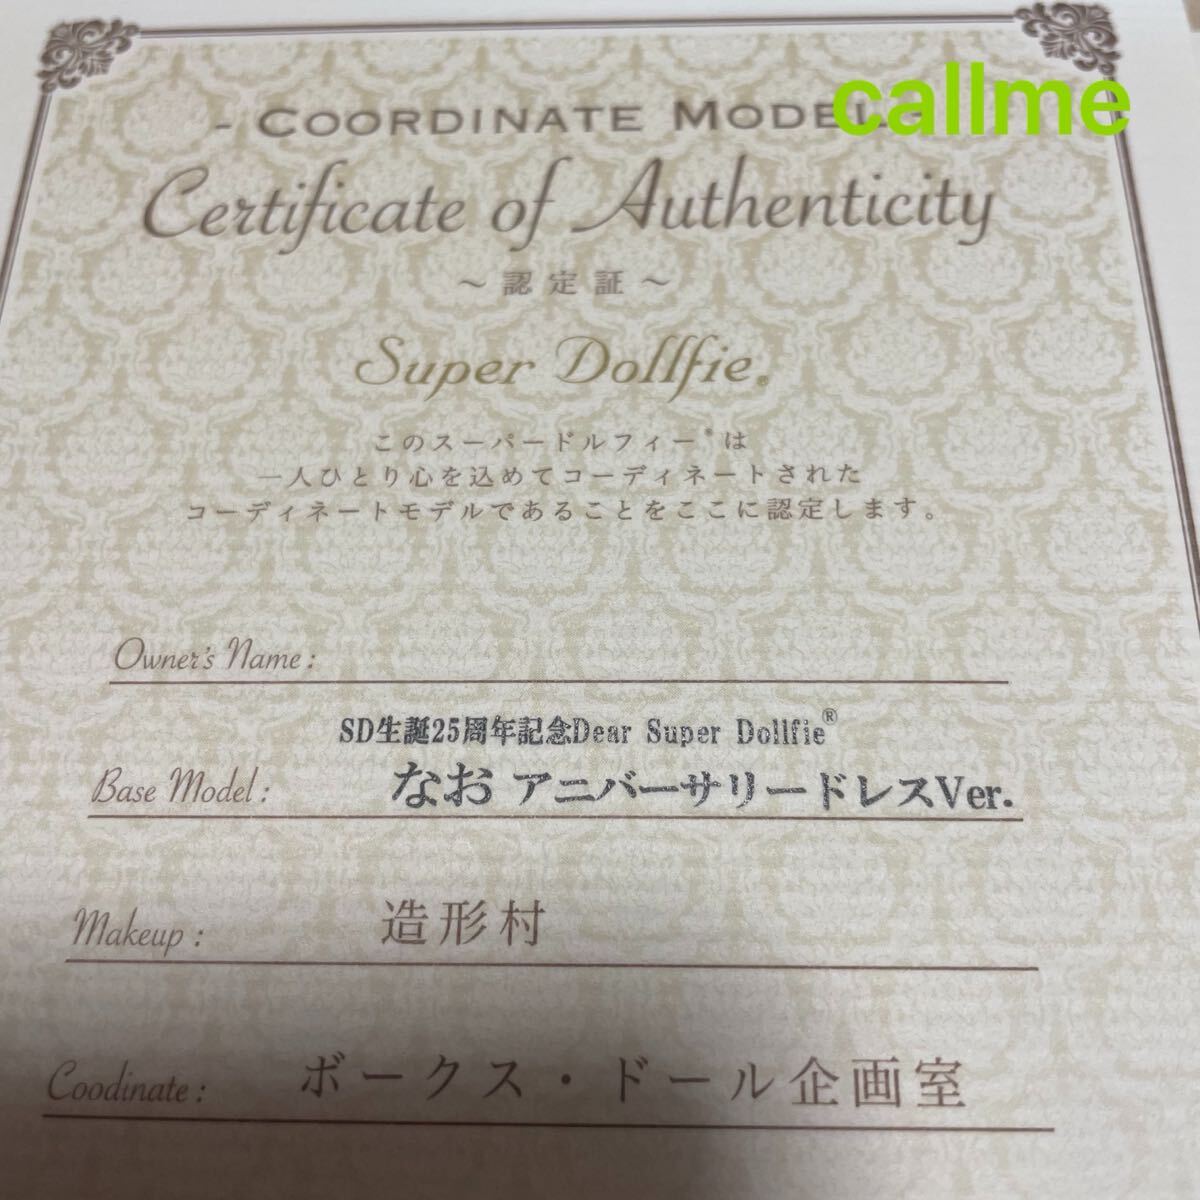 - COORDINATE MODEL
callme
Certificate of Authenticity
～認定証～
Super Dollfie®
このスーパードルフィー®は
一人ひとり心を込めてコーディネートされた
コーディネートモデルであることをここに認定します。
Owner's Name:
SD生誕25周年記念Dear Super Dollfie®
Base Model: なお アニバーサリードレスVer.
Makeup: 造形村
Coodinate: ボークス・ドール企画室